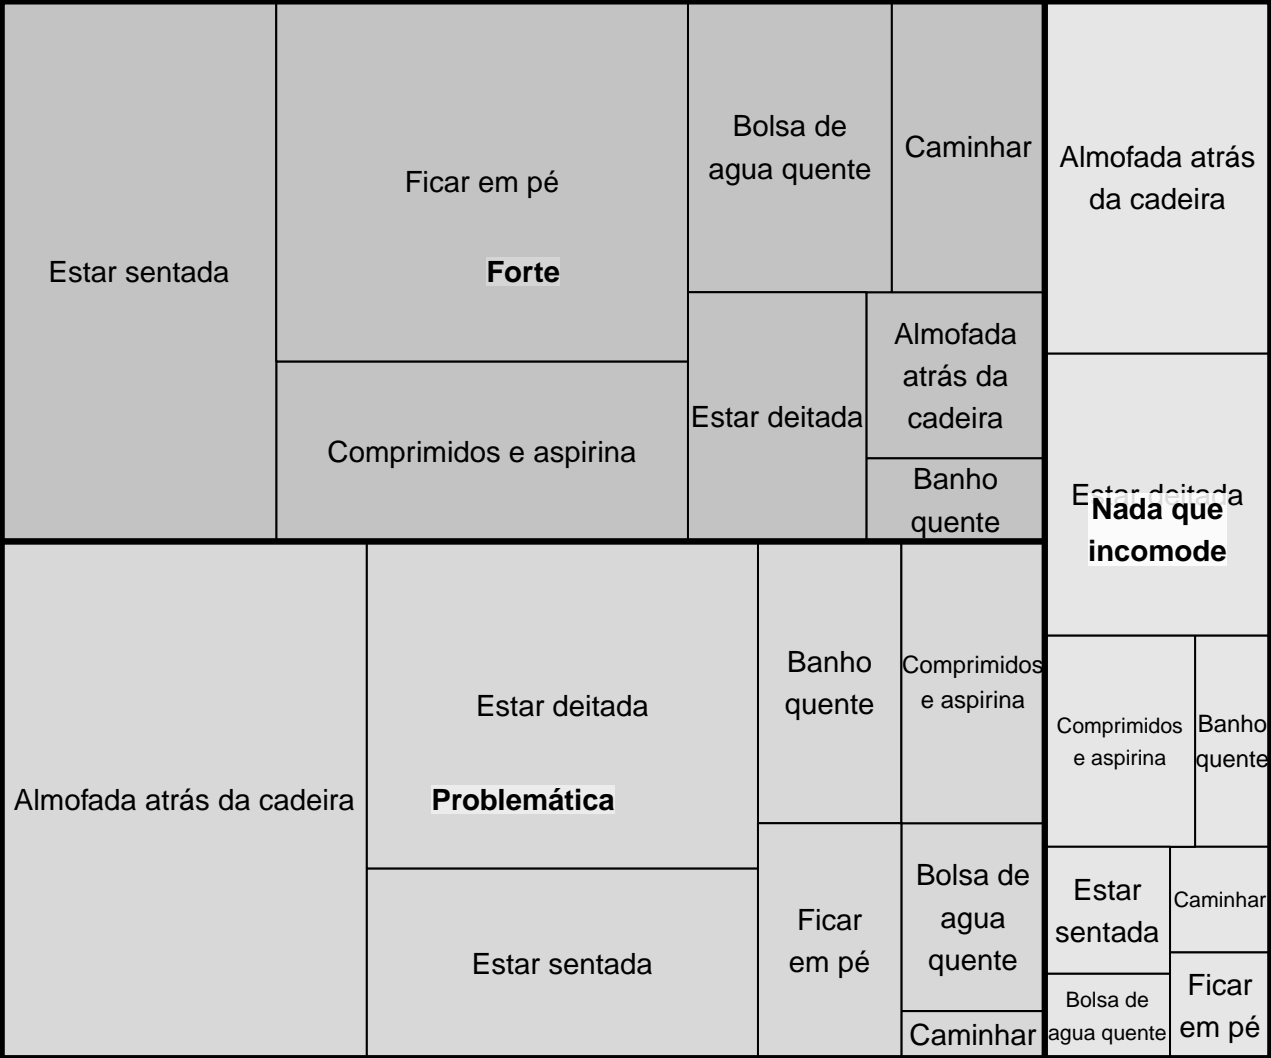 Estar sentada
Ficar em pé
Forte
Comprimidos e aspirina
Bolsa de
agua quente
Caminhar
Estar deitada
Almofada
atrás da
cadeira
Banho
quente
Almofada atrás da cadeira
Estar deitada
Problemática
Estar sentada
Banho
quente
Comprimidos
e aspirina
Ficar
em pé
Bolsa de
agua
quente
Caminhar
Almofada atrás
da cadeira
Estar deitada
Nada que
incomode
Comprimidos
e aspirina
Banho
quente
Estar
sentada
Caminhar
Bolsa de
agua quente
Ficar
em pé